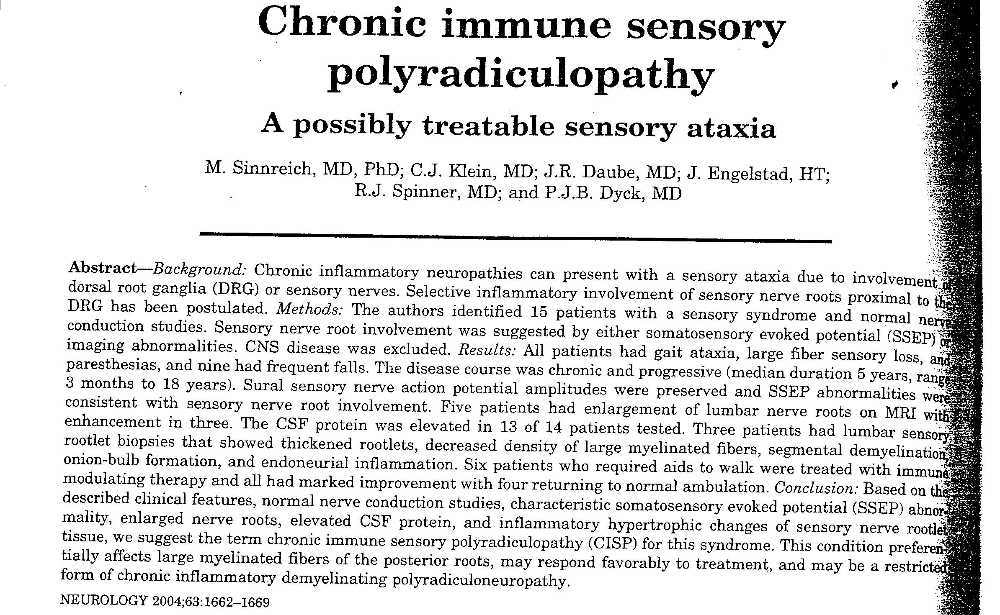 Chronic immune sensory
polyradiculopathy
A possibly treatable sensory ataxia
M. Sinnreich, MD, PhD; C.J. Klein, MD; J.R. Daube, MD; J. Engelstad, HT;
R.J. Spinner, MD; and P.J.B. Dyck, MD
Abstract—Background: Chronic inflammatory neuropathies can present with a sensory ataxia due to involvement of
dorsal root ganglia (DRG) or sensory nerves. Selective inflammatory involvement of sensory nerve roots proximal to the
DRG has been postulated. Methods: The authors identified 15 patients with a sensory syndrome and normal nerve
conduction studies. Sensory nerve root involvement was suggested by either somatosensory evoked potential (SSEP) or
imaging abnormalities. CNS disease was excluded. Results: All patients had gait ataxia, large fiber sensory loss, and
paresthesias, and nine had frequent falls. The disease course was chronic and progressive (median duration 5 years, range
3 months to 18 years). Sural sensory nerve action potential amplitudes were preserved and SSEP abnormalities were
consistent with sensory nerve root involvement. Five patients had enlargement of lumbar nerve roots on MRI with
enhancement in three. The CSF protein was elevated in 13 of 14 patients tested. Three patients had lumbar sensory
rootlet biopsies that showed thickened rootlets, decreased density of large myelinated fibers, segmental demyelination,
onion-bulb formation, and endoneurial inflammation. Six patients who required aids to walk were treated with immune
modulating therapy and all had marked improvement with four returning to normal ambulation. Conclusion: Based on the
described clinical features, normal nerve conduction studies, characteristic somatosensory evoked potential (SSEP) abnor-
mality, enlarged nerve roots, elevated CSF protein, and inflammatory hypertrophic changes of sensory nerve rootlet
tissue, we suggest the term chronic immune sensory polyradiculopathy (CISP) for this syndrome. This condition preferen-
tially affects large myelinated fibers of the posterior roots, may respond favorably to treatment, and may be a restricted
form of chronic inflammatory demyelinating polyradiculoneuropathy.
NEUROLOGY 2004;63:1662–1669